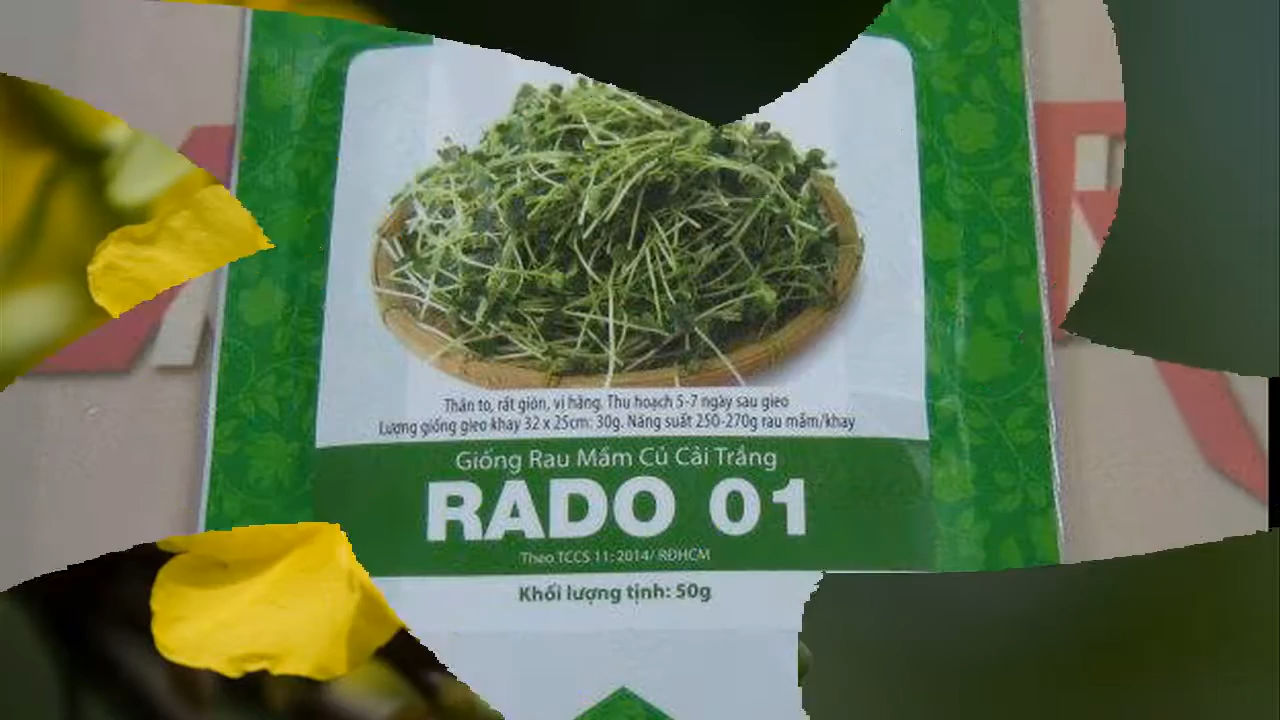 Thân to, rất giòn, vị hăng. Thu hoạch 5-7 ngày sau gieo
Lượng giống gieo khay 32 x 25cm: 30g. Năng suất 250-270g rau mầm/khay
Giống Rau Mầm Củ Cải Trắng
RADO 01
Theo TCCS 11: 2014/ RĐHCM
Khối lượng tịnh: 50g